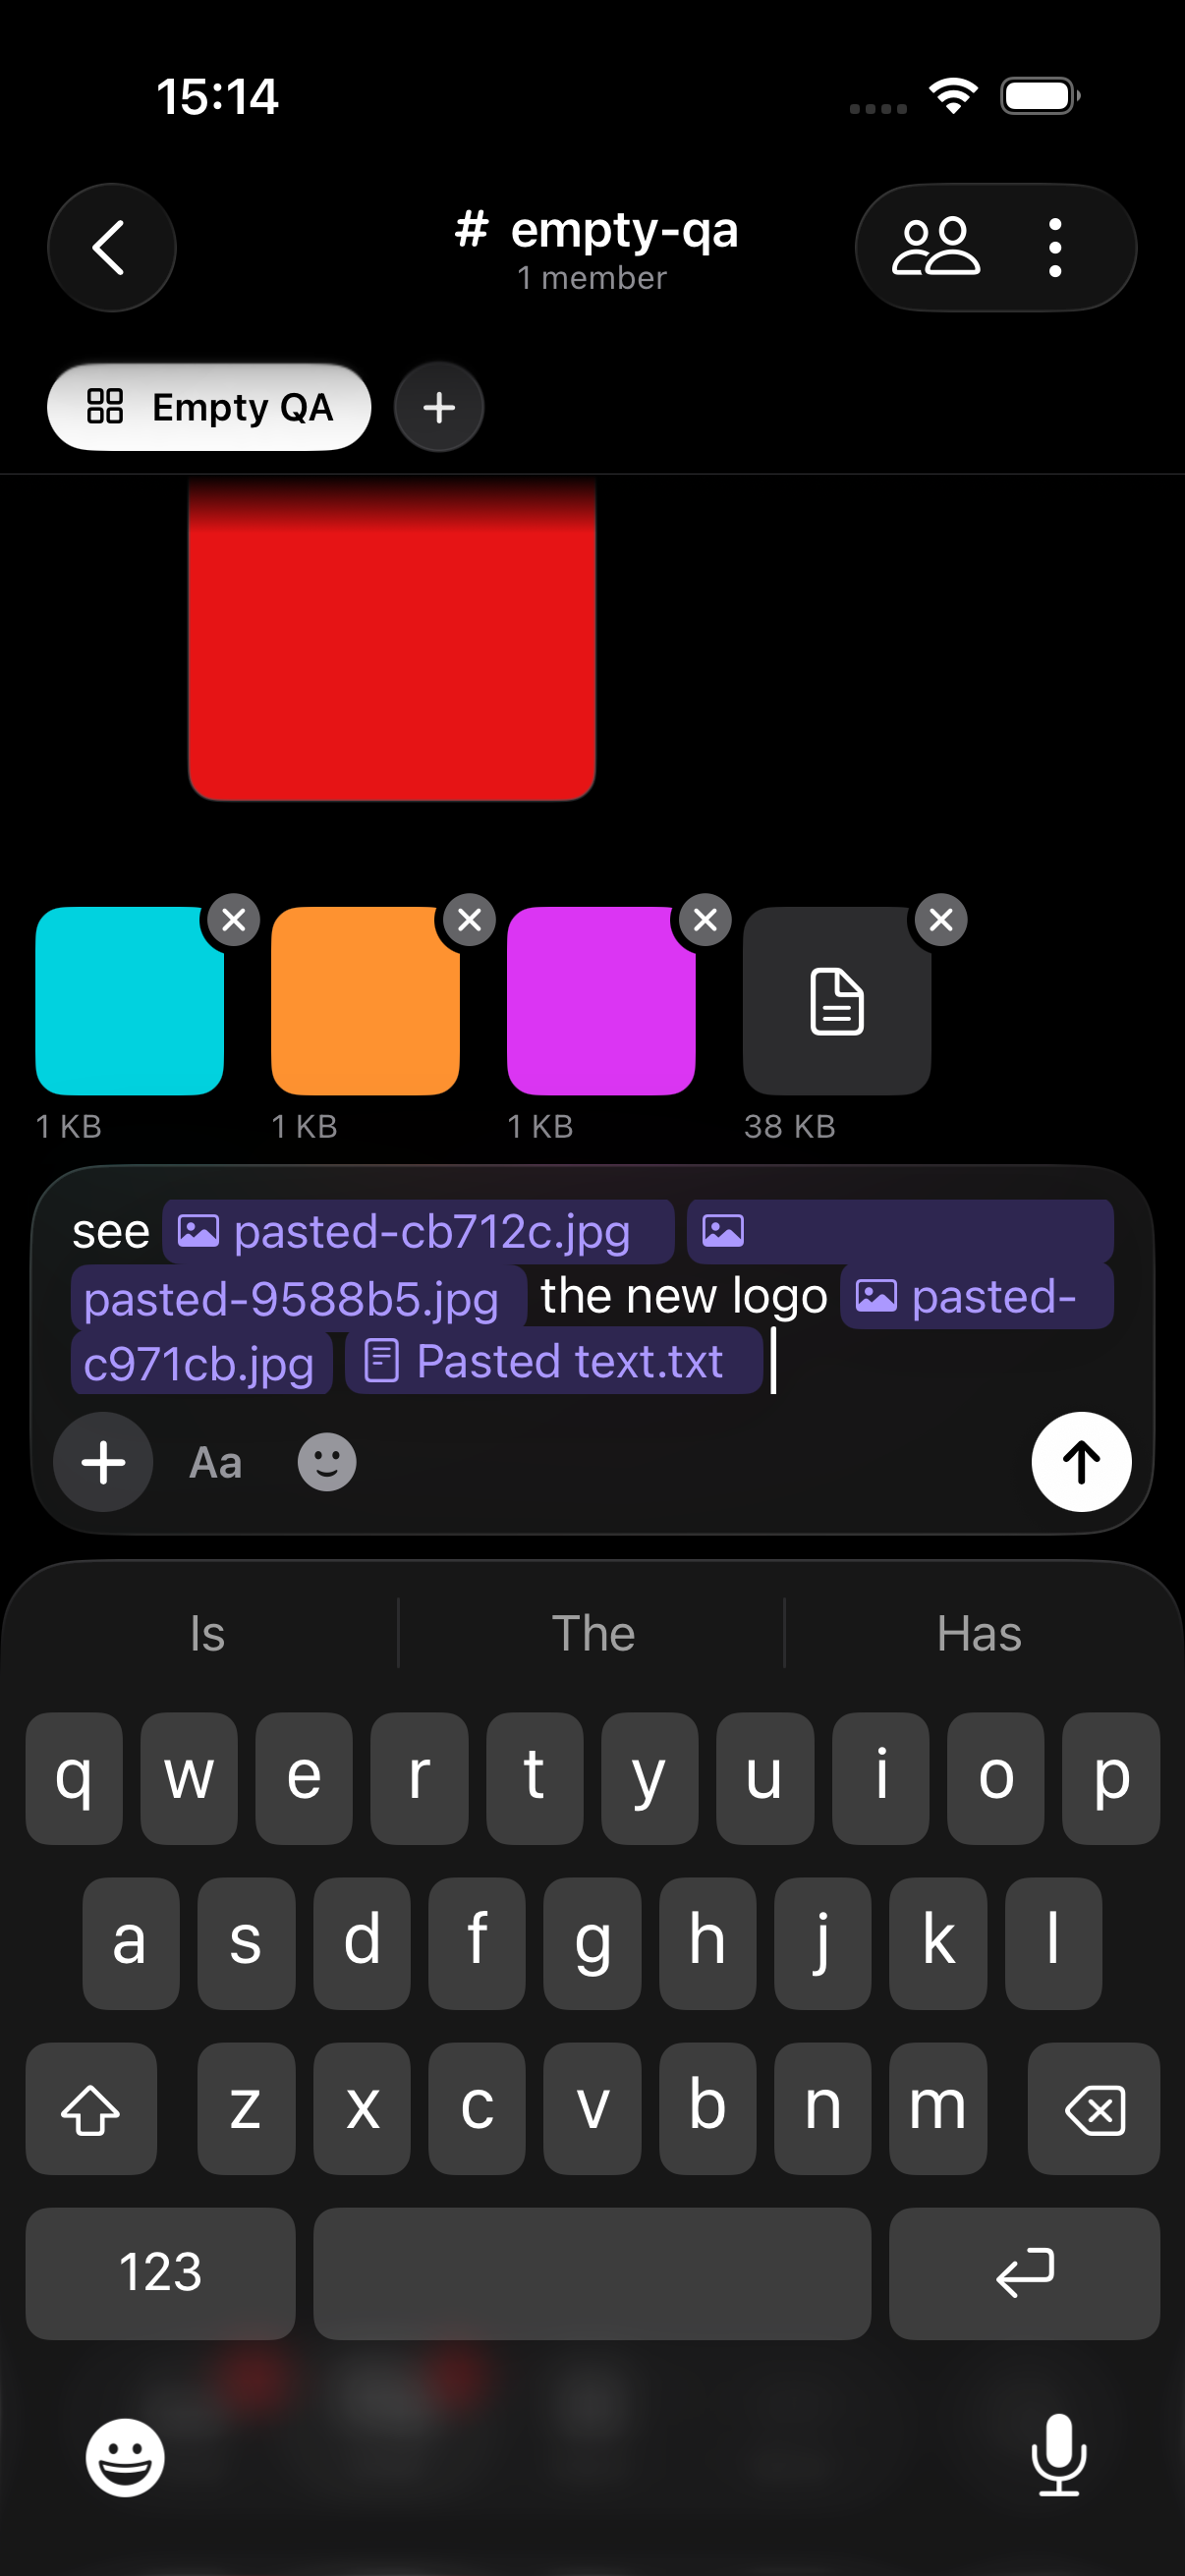 15:14
# empty-qa
1 member
Empty QA
1 KB 1 KB 1 KB 38 KB
see pasted-cb712c.jpg
pasted-9588b5.jpg the new logo pasted-
c971cb.jpg Pasted text.txt
Aa
Is The Has
q w e r t y u i o p
a s d f g h j k l
z x c v b n m
123